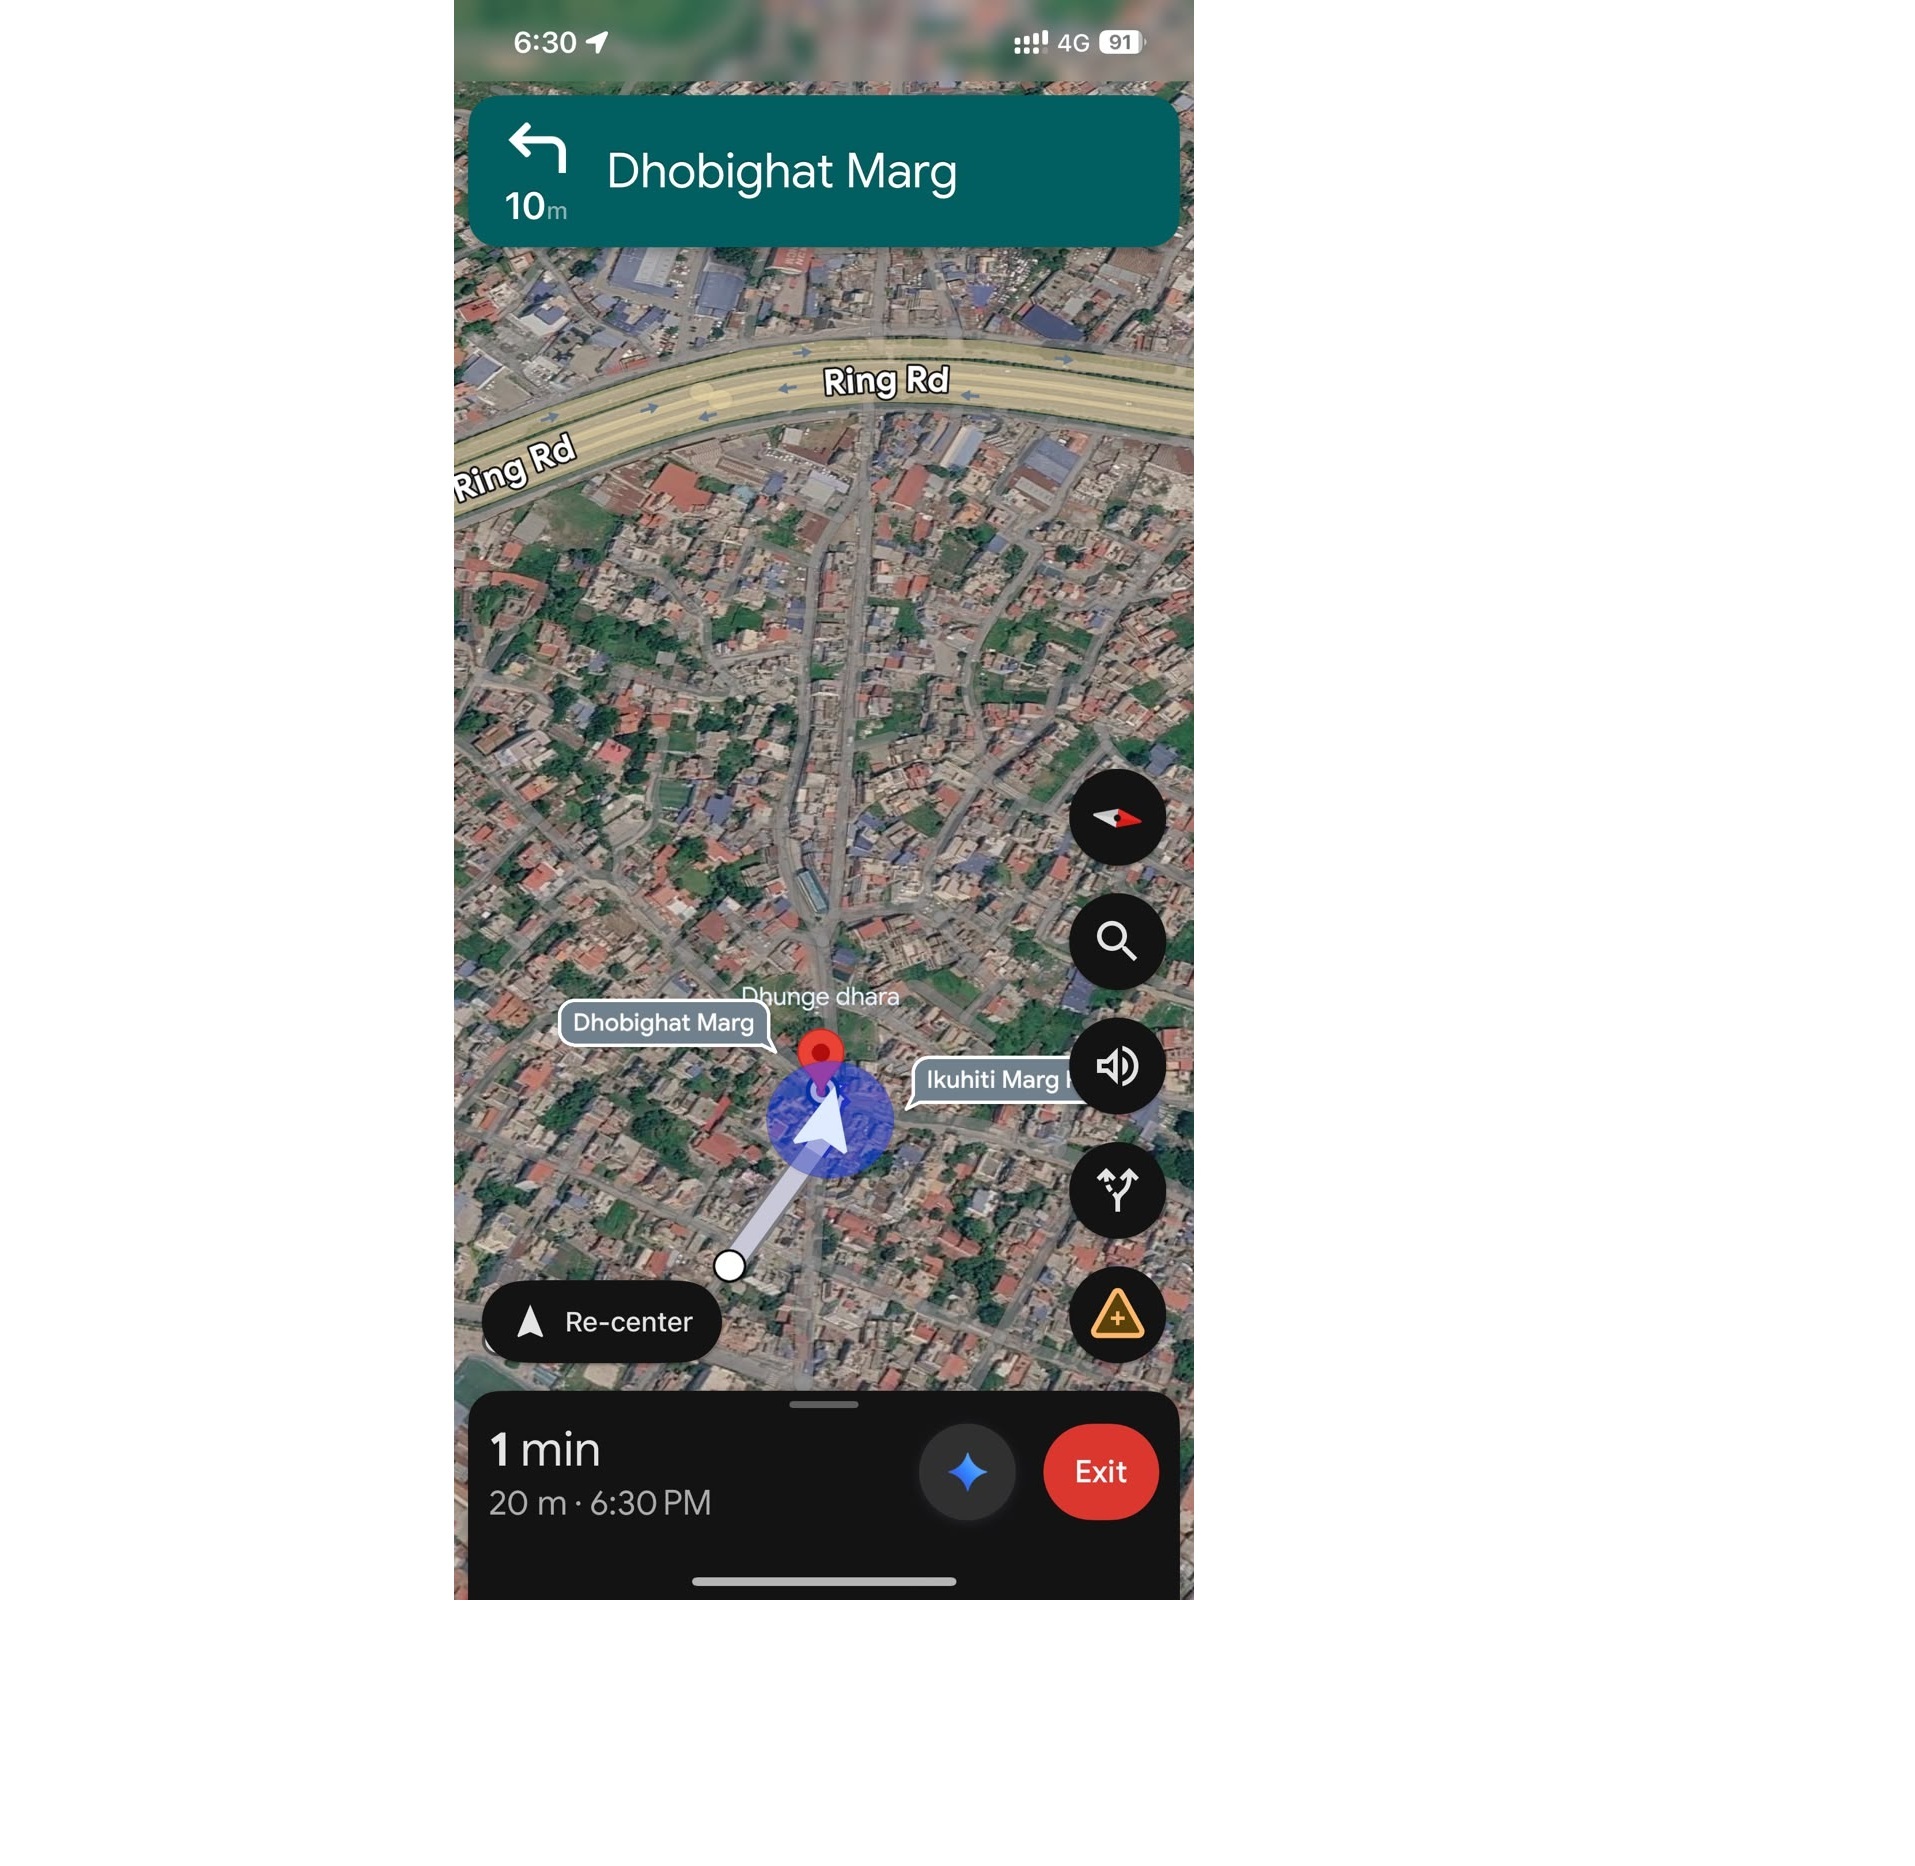 6:30
4G 91
Dhobighat Marg
10 m
Ring Rd
Ring Rd
Dhunge dhara
Dhobighat Marg
Ikuhiti Marg
Re-center
1 min
20 m · 6:30 PM
Exit